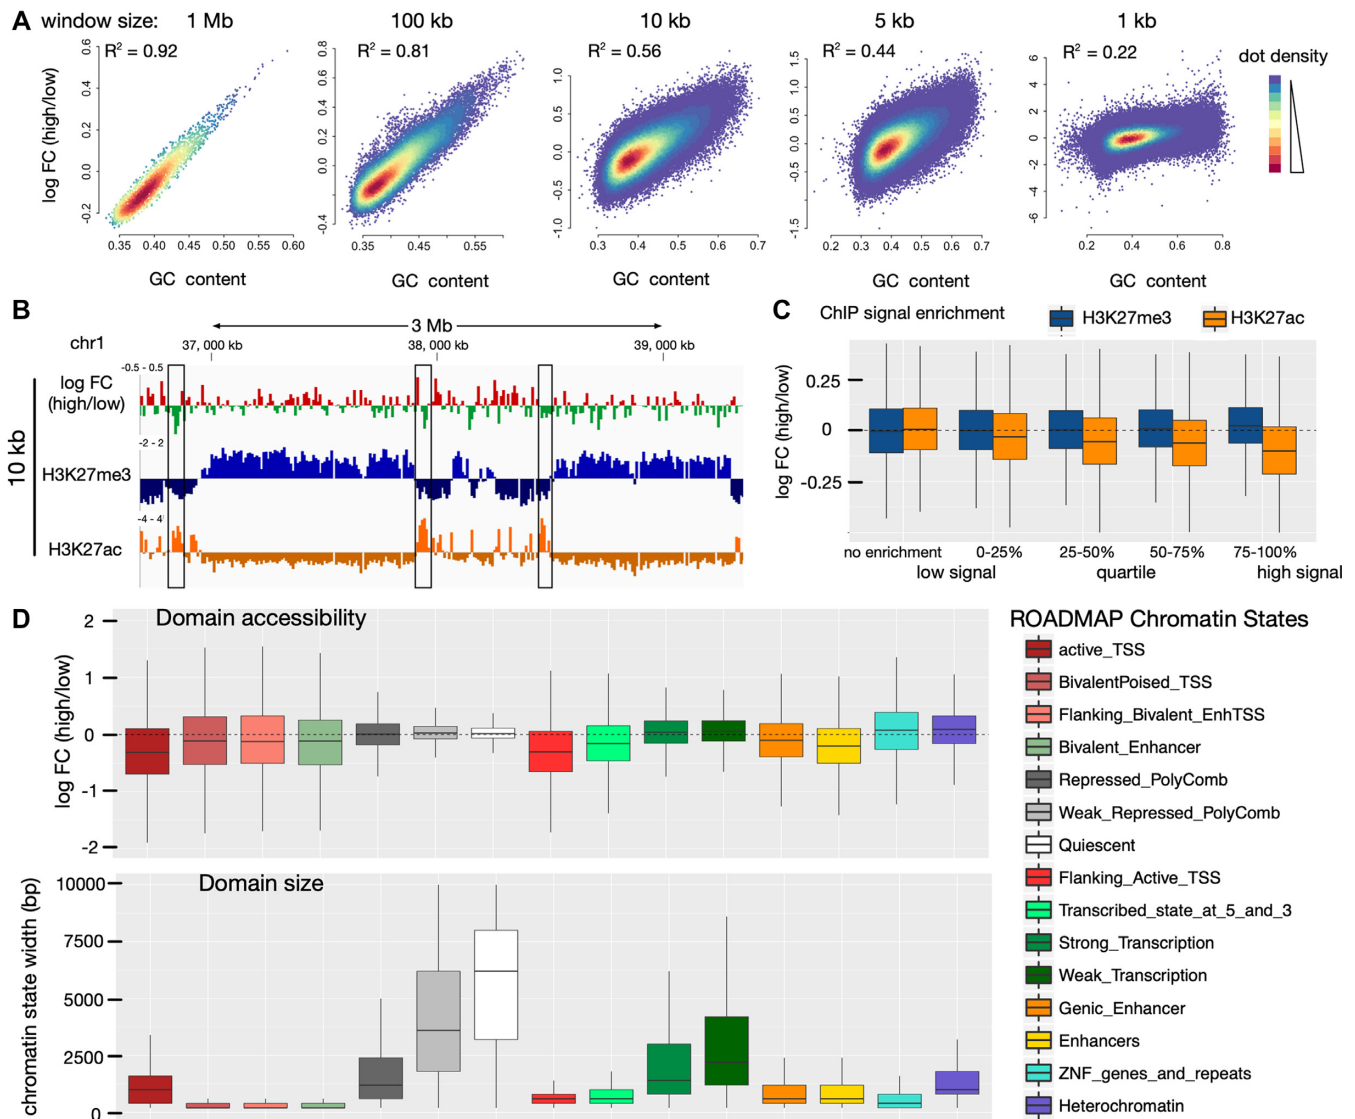 A window size: 1 Mb 100 kb 10 kb 5 kb 1 kb
R² = 0.92 R² = 0.81 R² = 0.56 R² = 0.44 R² = 0.22
dot density
log FC (high/low)
0.6 0.4 0.2 0.0 -0.2
0.8 0.6 0.4 0.2 0.0 -0.4
1.0 0.5 0.0 -0.5 -1.0
1.5 1.0 0.5 0.0 -0.5 -1.5
6 4 2 0 -2 -4 -6
0.35 0.40 0.45 0.50 0.55 0.60
0.35 0.45 0.55
0.3 0.4 0.5 0.6 0.7
0.2 0.3 0.4 0.5 0.6 0.7
0.2 0.4 0.6 0.8
GC content GC content GC content GC content GC content
B
3 Mb
chr1 37, 000 kb 38, 000 kb 39, 000 kb
10 kb
-0.5 - 0.5
log FC
(high/low)
-2 - 2
H3K27me3
-4 - 4
H3K27ac
C ChIP signal enrichment H3K27me3 H3K27ac
log FC (high/low)
0.25
0
-0.25
no enrichment 0-25% 25-50% 50-75% 75-100%
low signal quartile high signal
D
Domain accessibility
log FC (high/low)
2
1
0
-1
-2
Domain size
chromatin state width (bp)
10000
7500
5000
2500
0
ROADMAP Chromatin States
active_TSS
BivalentPoised_TSS
Flanking_Bivalent_EnhTSS
Bivalent_Enhancer
Repressed_PolyComb
Weak_Repressed_PolyComb
Quiescent
Flanking_Active_TSS
Transcribed_state_at_5_and_3
Strong_Transcription
Weak_Transcription
Genic_Enhancer
Enhancers
ZNF_genes_and_repeats
Heterochromatin